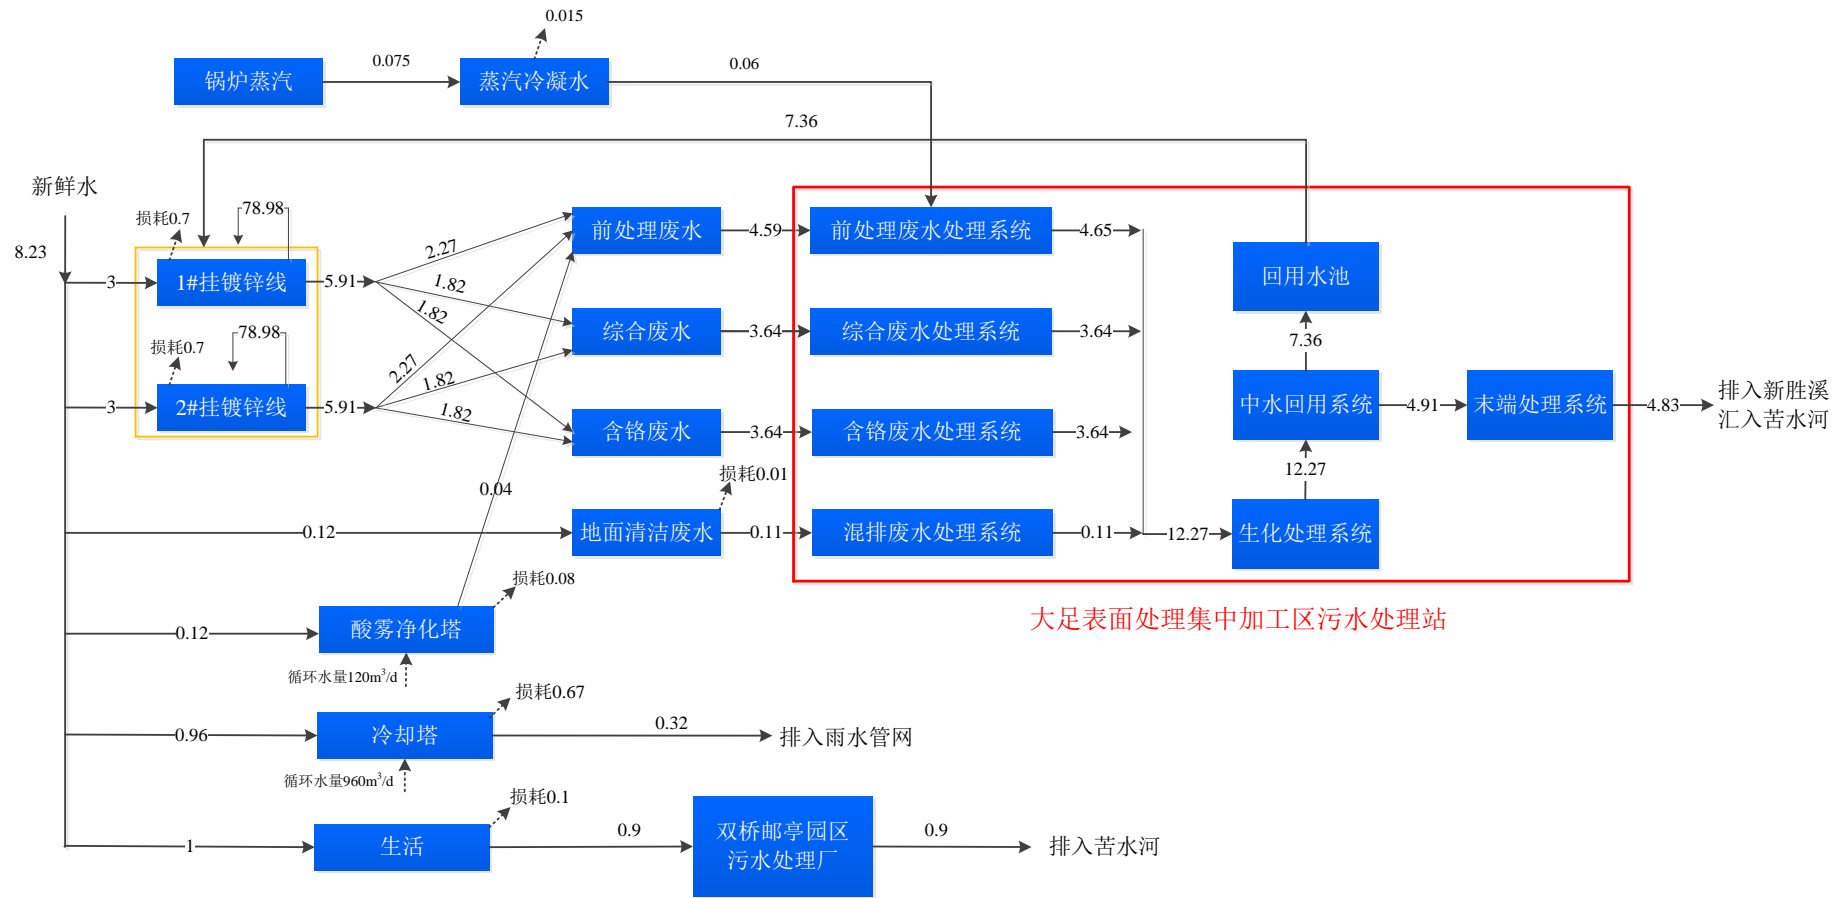 0.015
锅炉蒸汽
0.075
蒸汽冷凝水
0.06
7.36
新鲜水
8.23
损耗0.7
78.98
3
1#挂镀锌线
5.91
2.27
1.82
1.82
前处理废水
4.59
前处理废水处理系统
4.65
回用水池
综合废水
3.64
综合废水处理系统
3.64
7.36
损耗0.7
78.98
3
2#挂镀锌线
5.91
2.27
1.82
1.82
含铬废水
3.64
含铬废水处理系统
3.64
中水回用系统
4.91
末端处理系统
4.83
排入新胜溪
汇入苦水河
12.27
损耗0.01
0.04
0.12
地面清洁废水
0.11
混排废水处理系统
0.11
12.27
生化处理系统
损耗0.08
0.12
酸雾净化塔
循环水量120m³/d
大足表面处理集中加工区污水处理站
损耗0.67
0.96
冷却塔
0.32
排入雨水管网
循环水量960m³/d
损耗0.1
1
生活
0.9
双桥邮亭园区
污水处理厂
0.9
排入苦水河